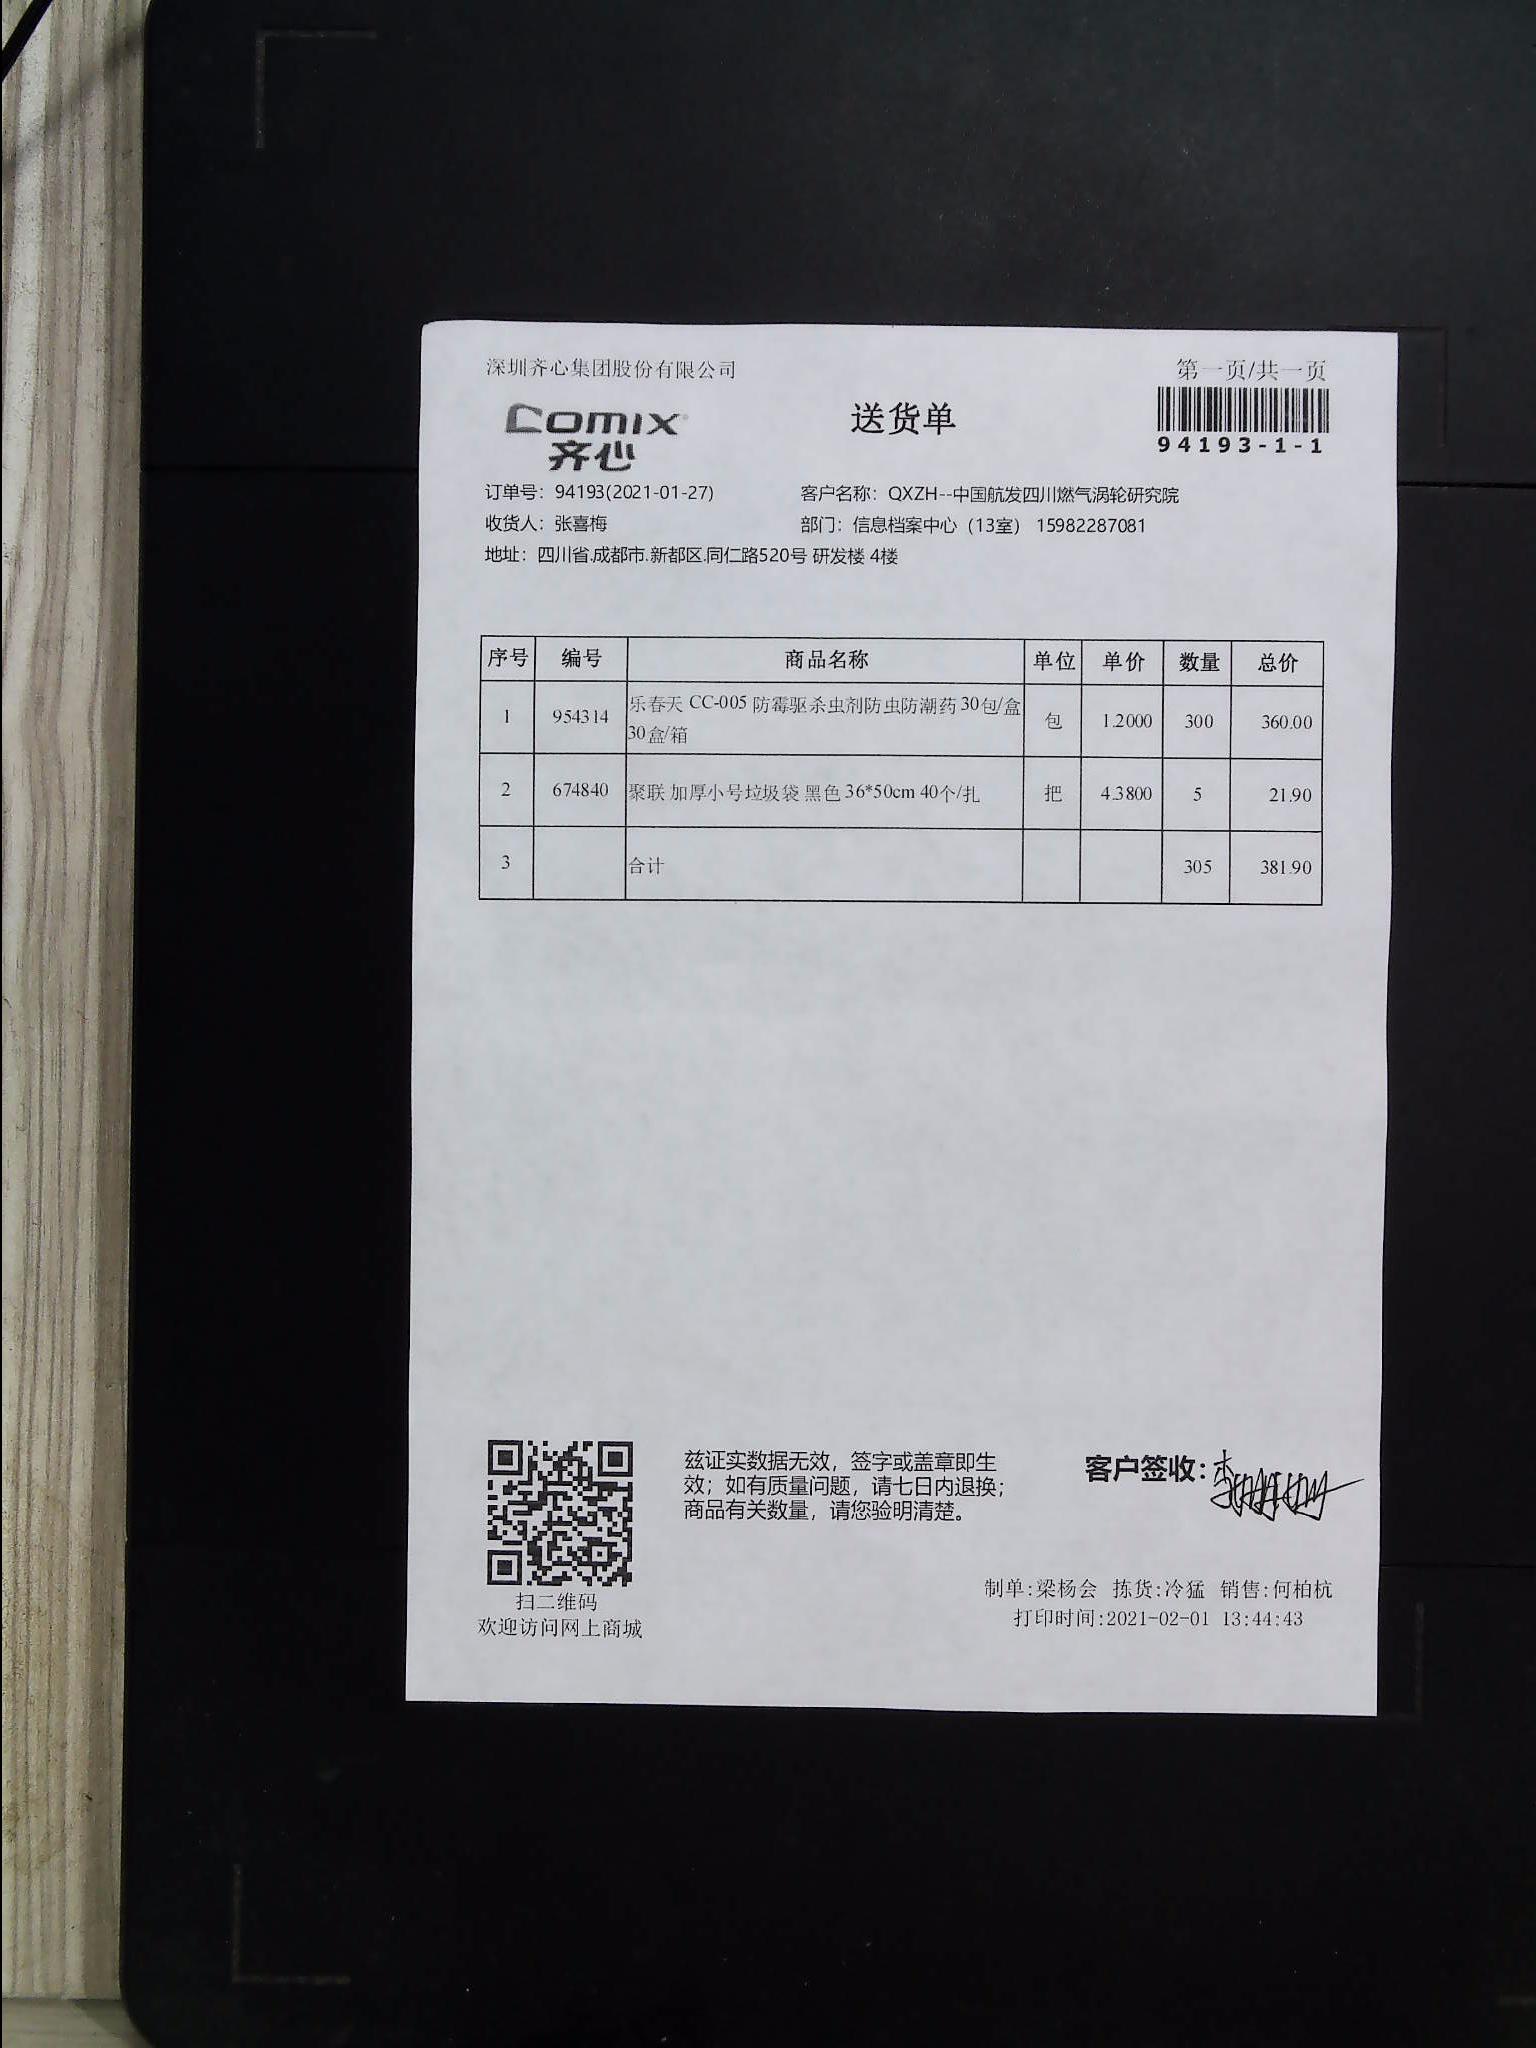 深圳齐心集团股份有限公司
第一页/共一页
comix
齐心
送货单
94193-1-1
订单号：94193(2021-01-27)
客户名称：QXZH--中国航发四川燃气涡轮研究院
收货人：张喜梅
部门：信息档案中心（13室） 15982287081
地址：四川省.成都市.新都区.同仁路520号 研发楼 4楼
序号 编号 商品名称 单位 单价 数量 总价
1 954314 乐春天 CC-005 防霉驱杀虫剂防虫防潮药 30包/盒 包 1.2000 300 360.00
30盒/箱
2 674840 聚联 加厚小号垃圾袋 黑色 36*50cm 40个/扎 把 4.3800 5 21.90
3 合计 305 381.90
兹证实数据无效，签字或盖章即生
效；如有质量问题，请七日内退换；
商品有关数量，请您验明清楚。
客户签收：
扫二维码
欢迎访问网上商城
制单:梁杨会 拣货:冷猛 销售:何柏杭
打印时间:2021-02-01 13:44:43